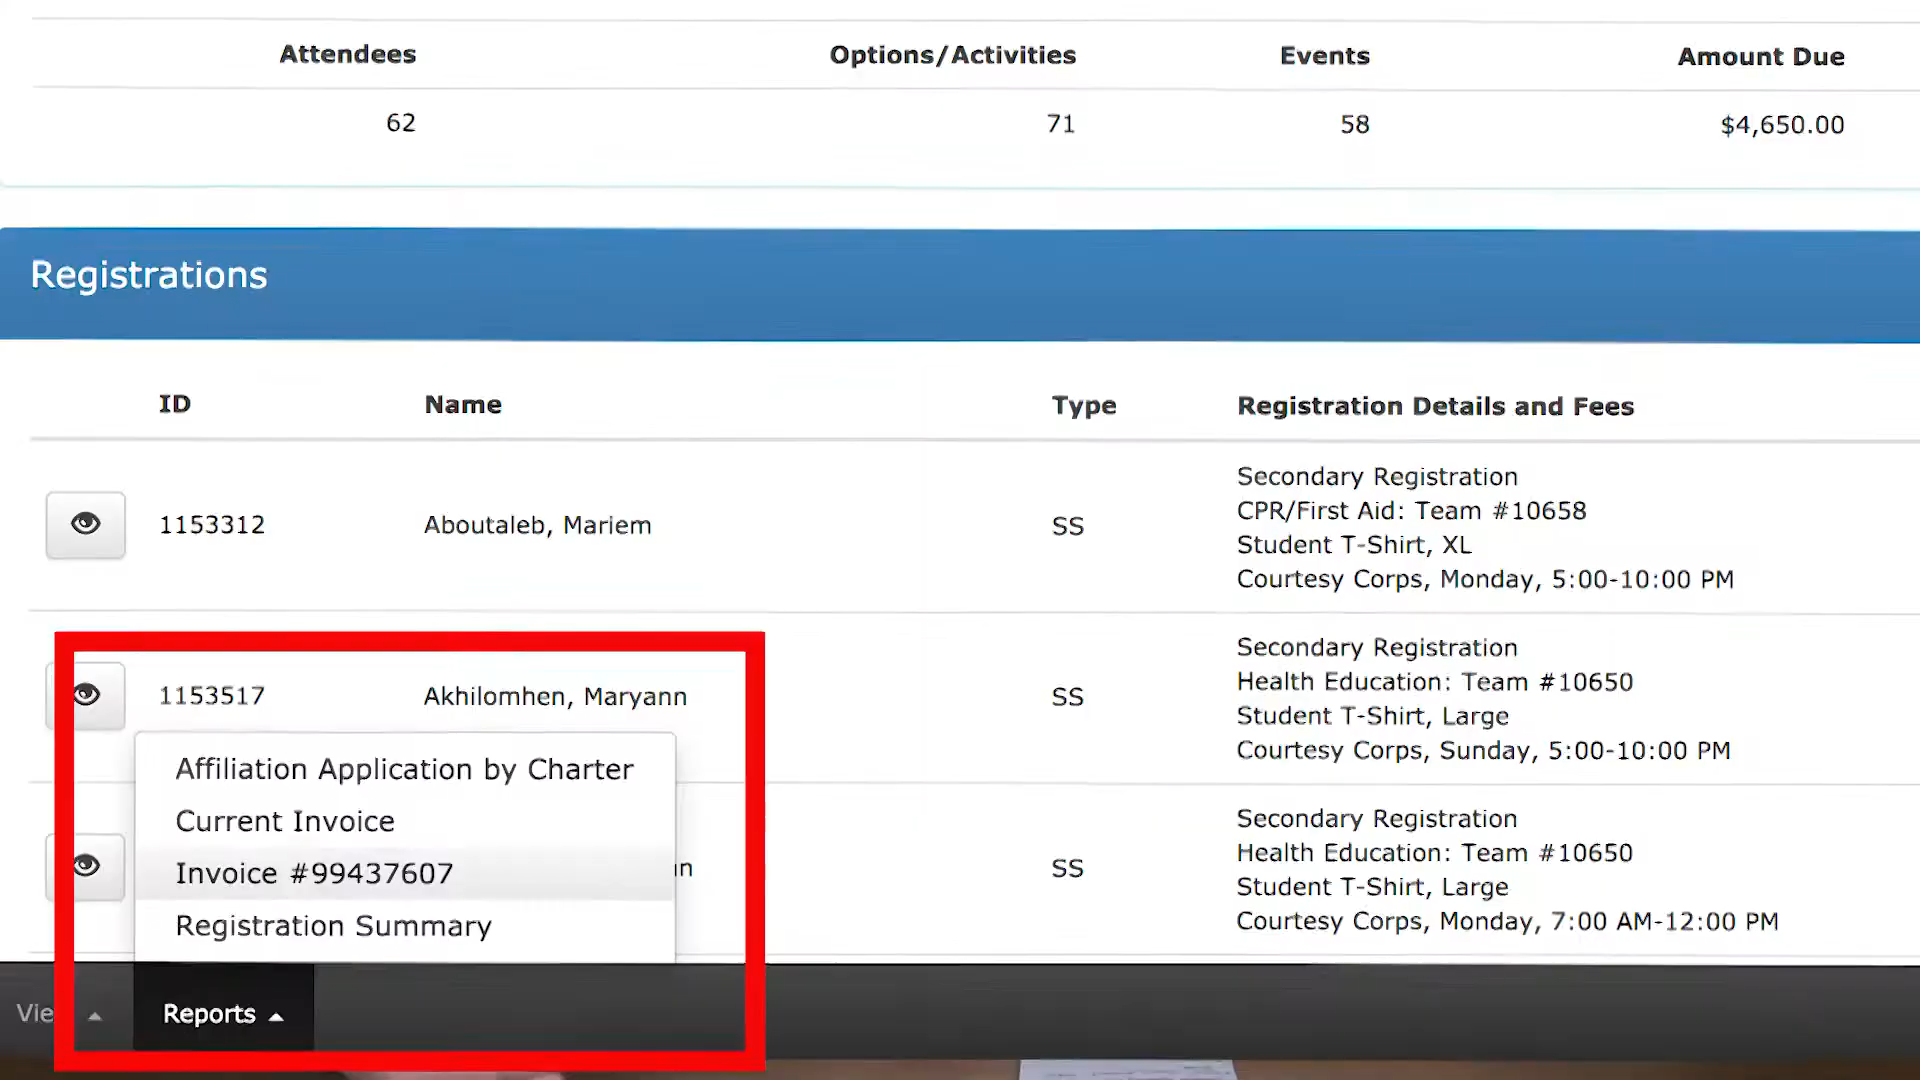 Attendees Options/Activities Events Amount Due
62 71 58 $4,650.00
Registrations
ID Name Type Registration Details and Fees
1153312 Aboutaleb, Mariem SS
Secondary Registration
CPR/First Aid: Team #10658
Student T-Shirt, XL
Courtesy Corps, Monday, 5:00-10:00 PM
1153517 Akhilomhen, Maryann SS
Secondary Registration
Health Education: Team #10650
Student T-Shirt, Large
Courtesy Corps, Sunday, 5:00-10:00 PM
SS
Secondary Registration
Health Education: Team #10650
Student T-Shirt, Large
Courtesy Corps, Monday, 7:00 AM-12:00 PM
Affiliation Application by Charter
Current Invoice
Invoice #99437607
Registration Summary
Reports